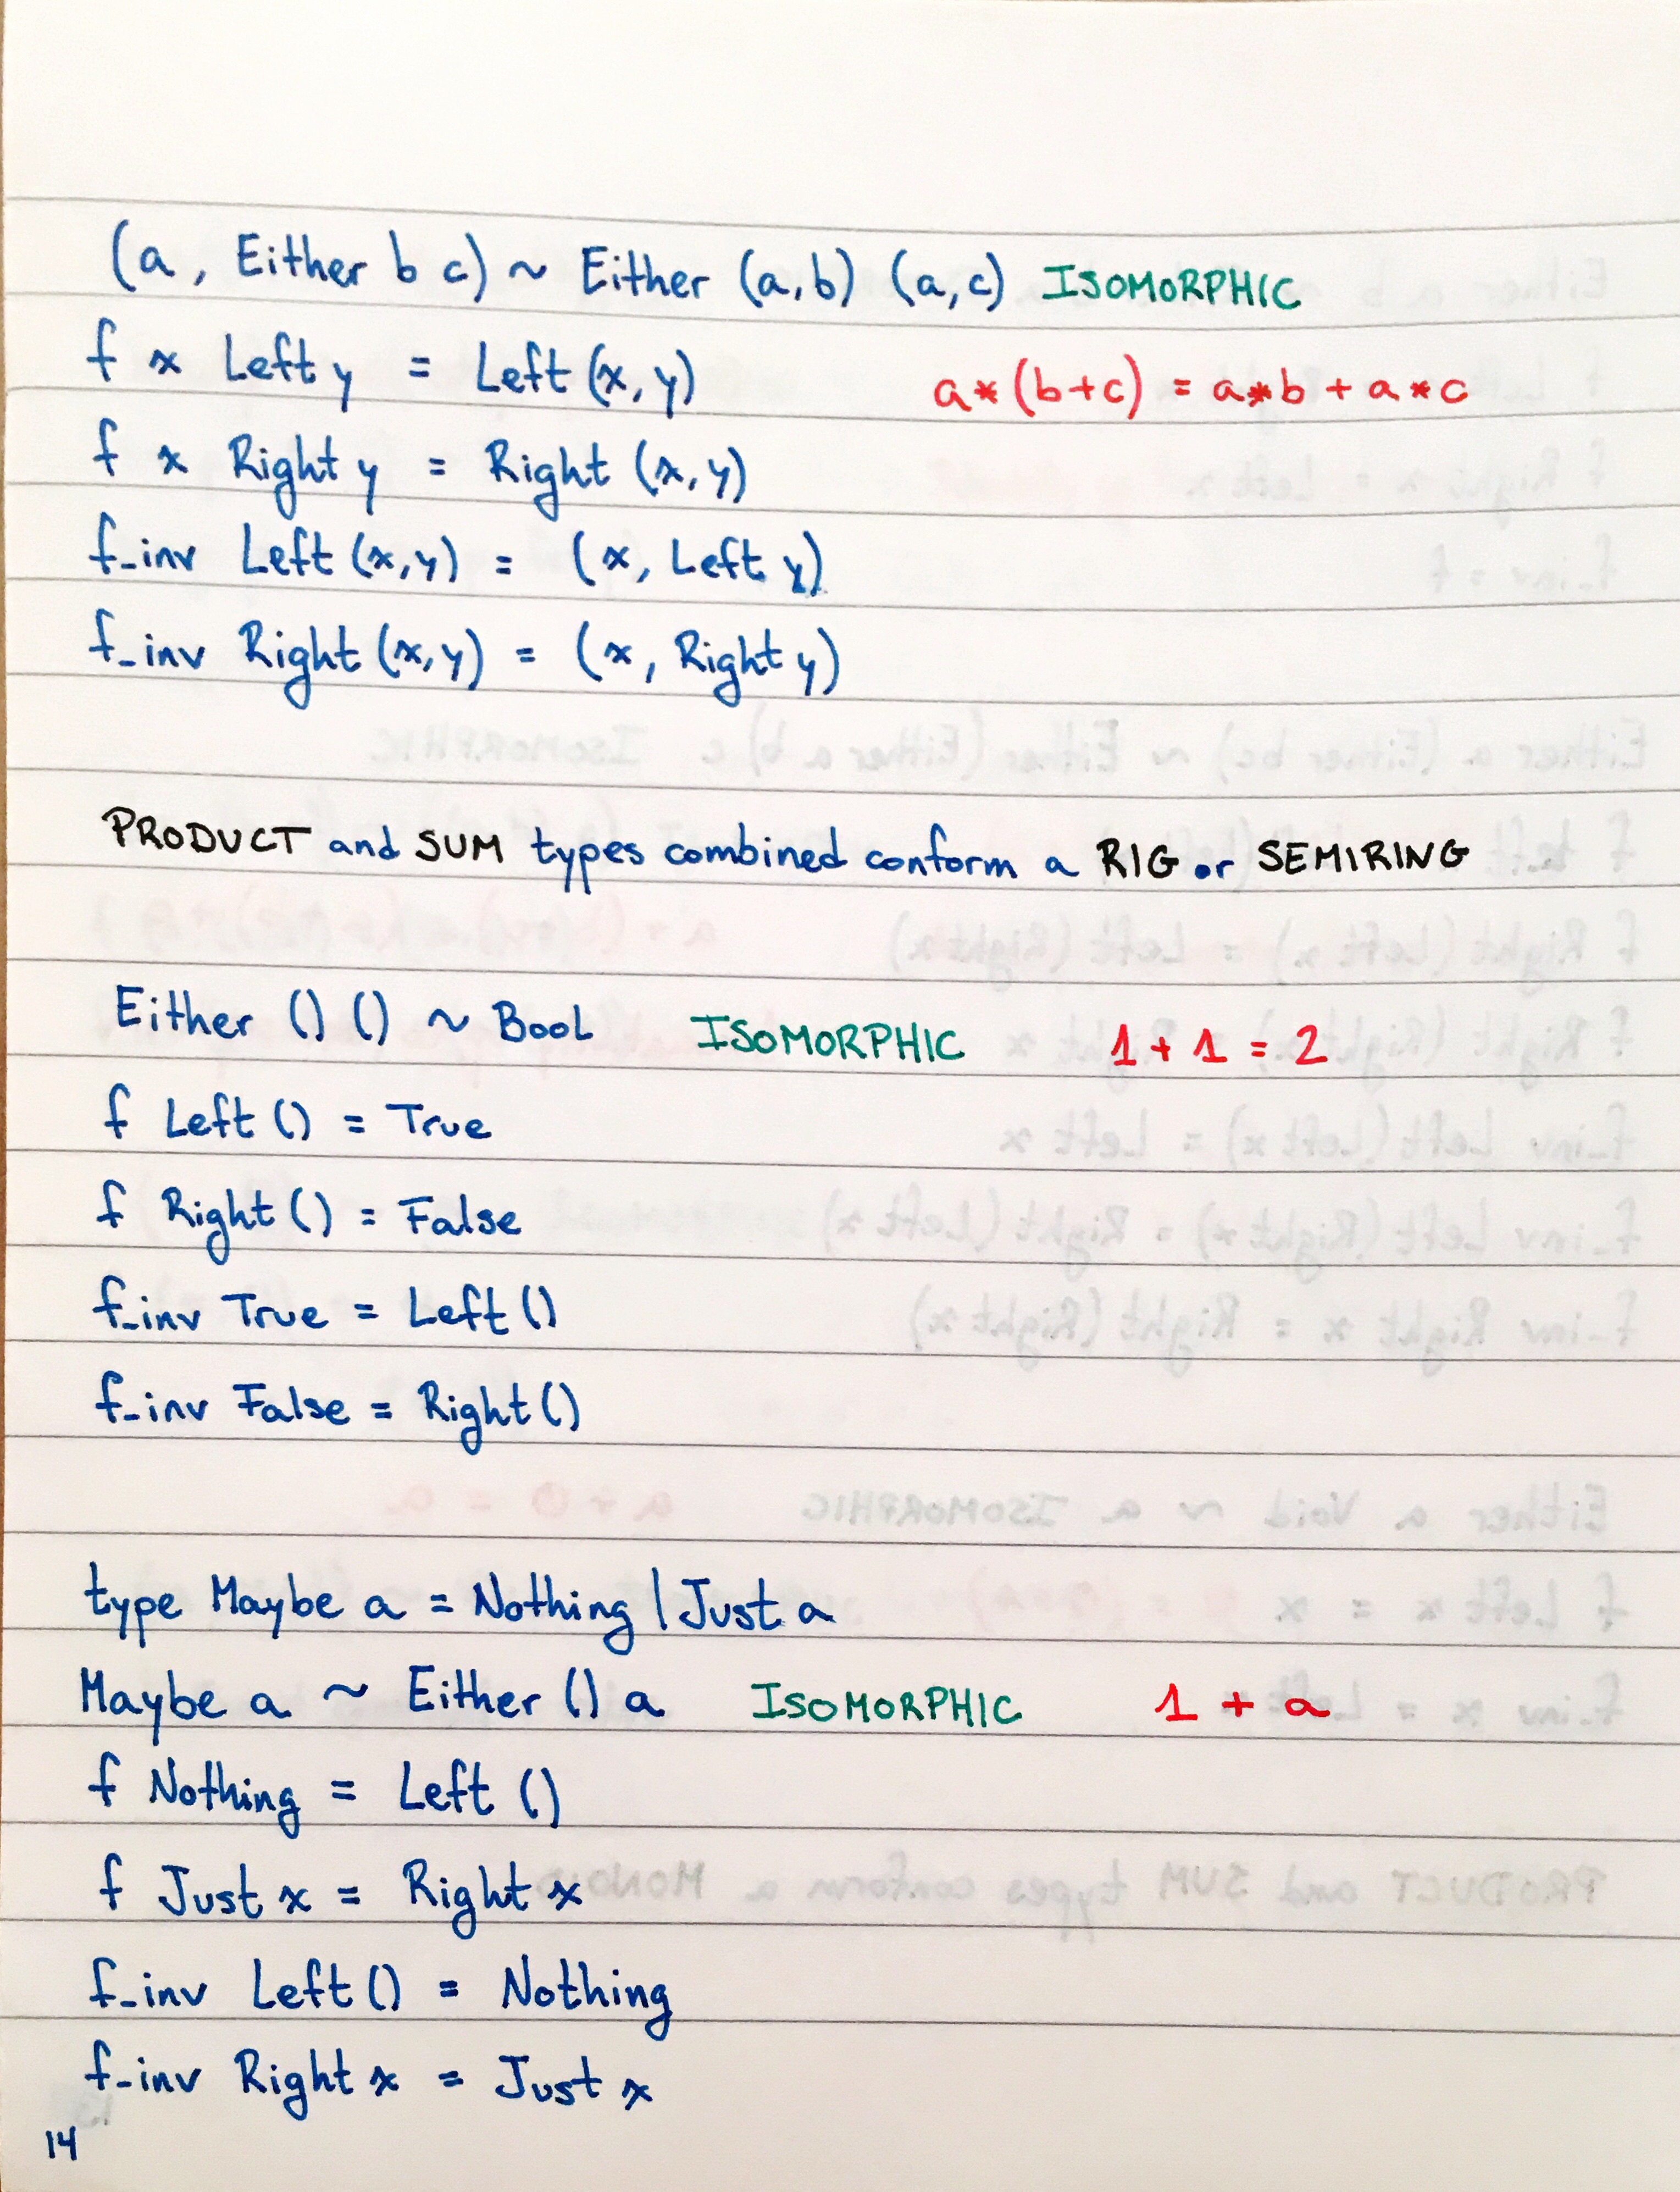 (a, Either b c) ~ Either (a,b) (a,c) ISOMORPHIC
f x Left y = Left (x, y) a*(b+c) = a*b + a*c
f x Right y = Right (x, y)
f_inv Left (x,y) = (x, Left y)
f_inv Right (x,y) = (x, Right y)
PRODUCT and SUM types combined conform a RIG or SEMIRING
Either () () ~ Bool ISOMORPHIC 1 + 1 = 2
f Left () = True
f Right () = False
f_inv True = Left ()
f_inv False = Right ()
type Maybe a = Nothing | Just a
Maybe a ~ Either () a ISOMORPHIC 1 + a
f Nothing = Left ()
f Just x = Right x
f_inv Left () = Nothing
f_inv Right x = Just x
14